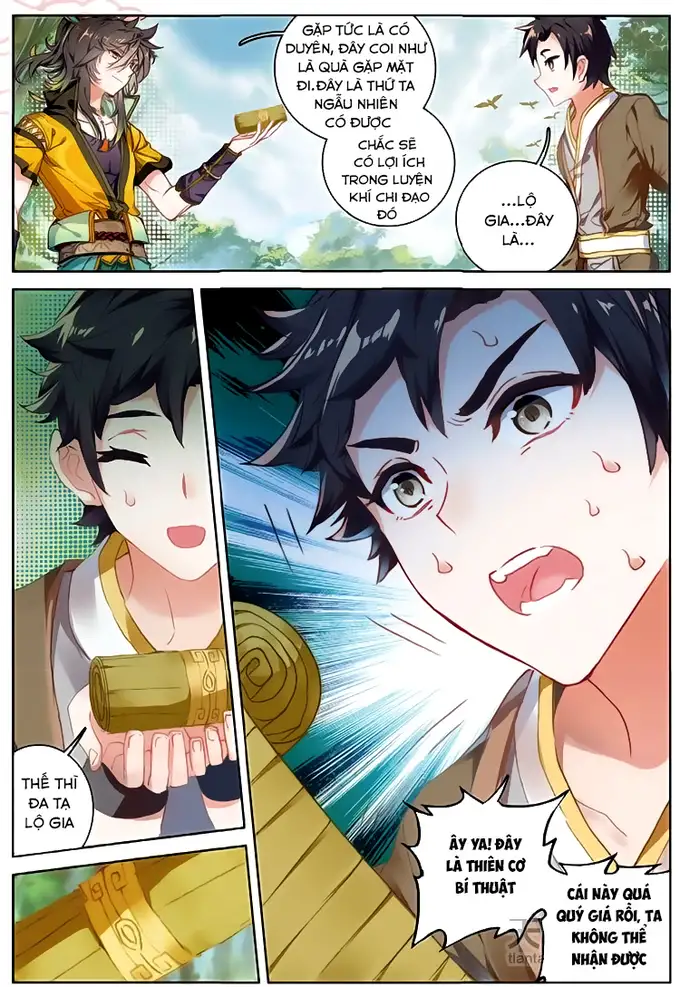 GẶP TỨC LÀ CÓ
DUYÊN, ĐÂY COI NHƯ
LÀ QUÀ GẶP MẶT
ĐI.ĐÂY LÀ THỨ TA
NGẪU NHIÊN
CÓ ĐƯỢC
CHẮC SẼ
CÓ LỢI ÍCH
TRONG LUYỆN
KHÍ CHI ĐẠO
ĐÓ
...LỘ
GIA...ĐÂY
LÀ...
THẾ THÌ
ĐA TẠ
LỘ GIA
ÂY YA! ĐÂY
LÀ THIÊN CƠ
BÍ THUẬT
CÁI NÀY QUÁ
QUÝ GIÁ RỒI, TA
KHÔNG THỂ
NHẬN ĐƯỢC